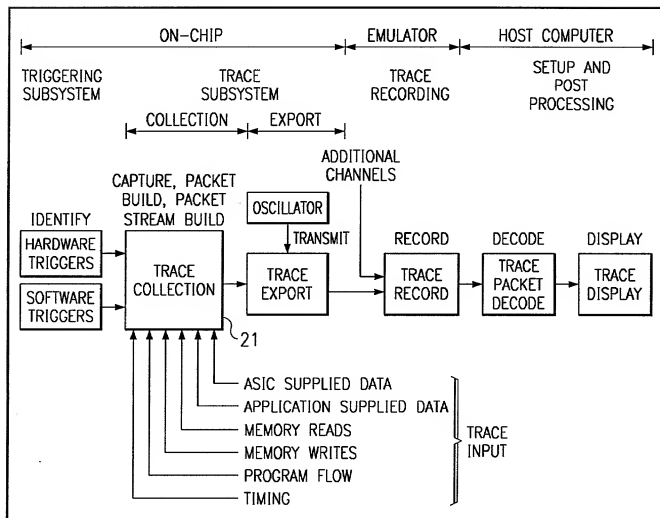 ON-CHIP
EMULATOR
HOST COMPUTER
TRIGGERING
SUBSYSTEM
TRACE
SUBSYSTEM
TRACE
RECORDING
SETUP AND
POST
PROCESSING
COLLECTION
EXPORT
ADDITIONAL
CHANNELS
CAPTURE, PACKET
BUILD, PACKET
STREAM BUILD
IDENTIFY
OSCILLATOR
TRANSMIT
RECORD
DECODE
DISPLAY
HARDWARE
TRIGGERS
SOFTWARE
TRIGGERS
TRACE
COLLECTION
TRACE
EXPORT
TRACE
RECORD
TRACE
PACKET
DECODE
TRACE
DISPLAY
21
ASIC SUPPLIED DATA
APPLICATION SUPPLIED DATA
MEMORY READS
MEMORY WRITES
PROGRAM FLOW
TIMING
TRACE
INPUT